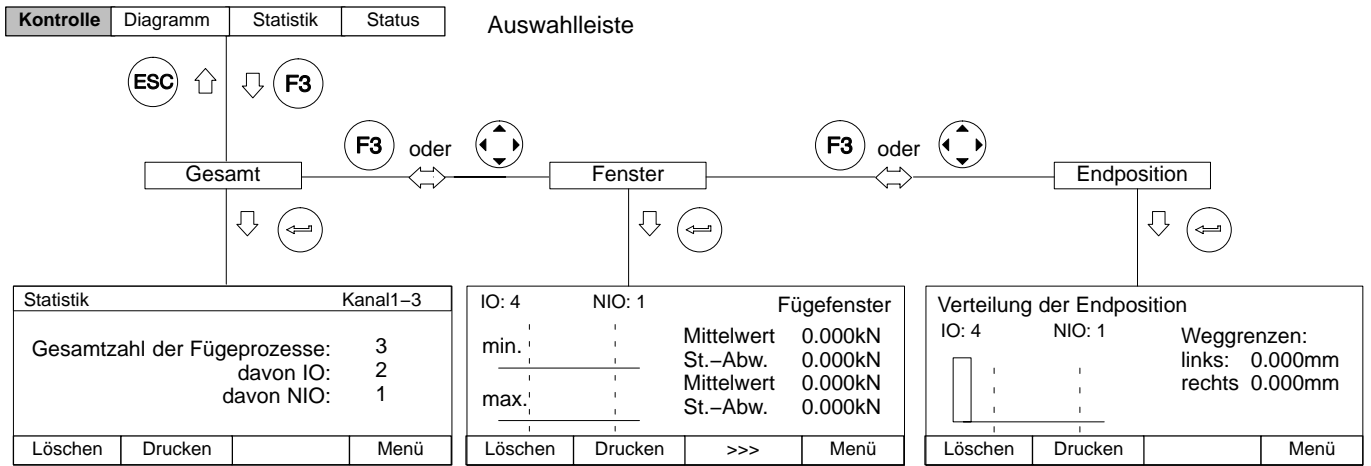 Kontrolle Diagramm Statistik Status Auswahlleiste
ESC F3
F3 oder F3 oder
Gesamt Fenster Endposition
Statistik Kanal1−3
Gesamtzahl der Fügeprozesse: 3
davon IO: 2
davon NIO: 1
Löschen Drucken Menü
IO: 4 NIO: 1 Fügefenster
min. Mittelwert 0.000kN
St.−Abw. 0.000kN
Mittelwert 0.000kN
max. St.−Abw. 0.000kN
Löschen Drucken >>> Menü
Verteilung der Endposition
IO: 4 NIO: 1 Weggrenzen:
links: 0.000mm
rechts 0.000mm
Löschen Drucken Menü